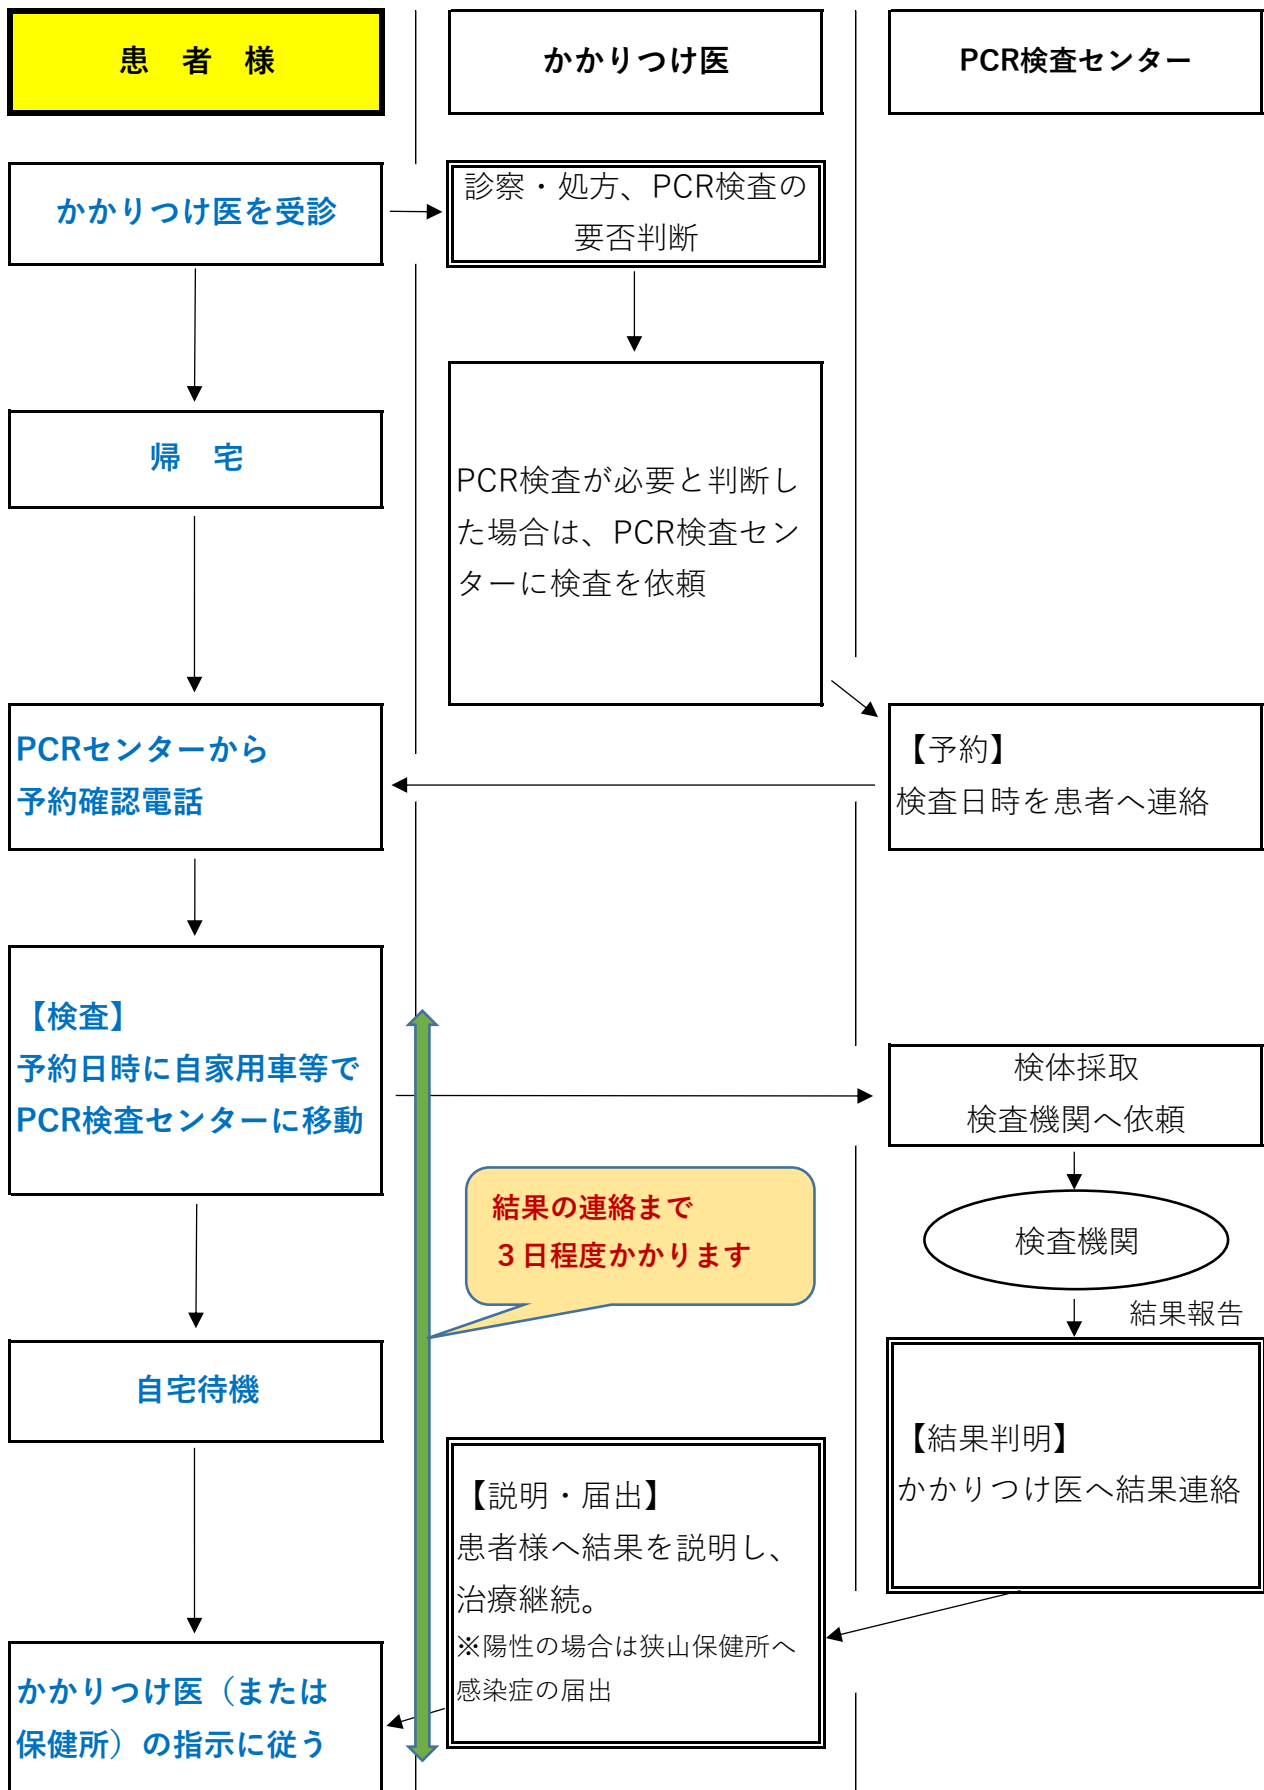 患　者　様
かかりつけ医
PCR検査センター
かかりつけ医を受診
診察・処方、PCR検査の
要否判断
帰　宅
PCR検査が必要と判断し
た場合は、PCR検査セン
ターに検査を依頼
PCRセンターから
予約確認電話
【予約】
検査日時を患者へ連絡
【検査】
予約日時に自家用車等で
PCR検査センターに移動
検体採取
検査機関へ依頼
結果の連絡まで
３日程度かかります
検査機関
結果報告
自宅待機
【結果判明】
かかりつけ医へ結果連絡
【説明・届出】
患者様へ結果を説明し、
治療継続。
※陽性の場合は狭山保健所へ
感染症の届出
かかりつけ医（または
保健所）の指示に従う